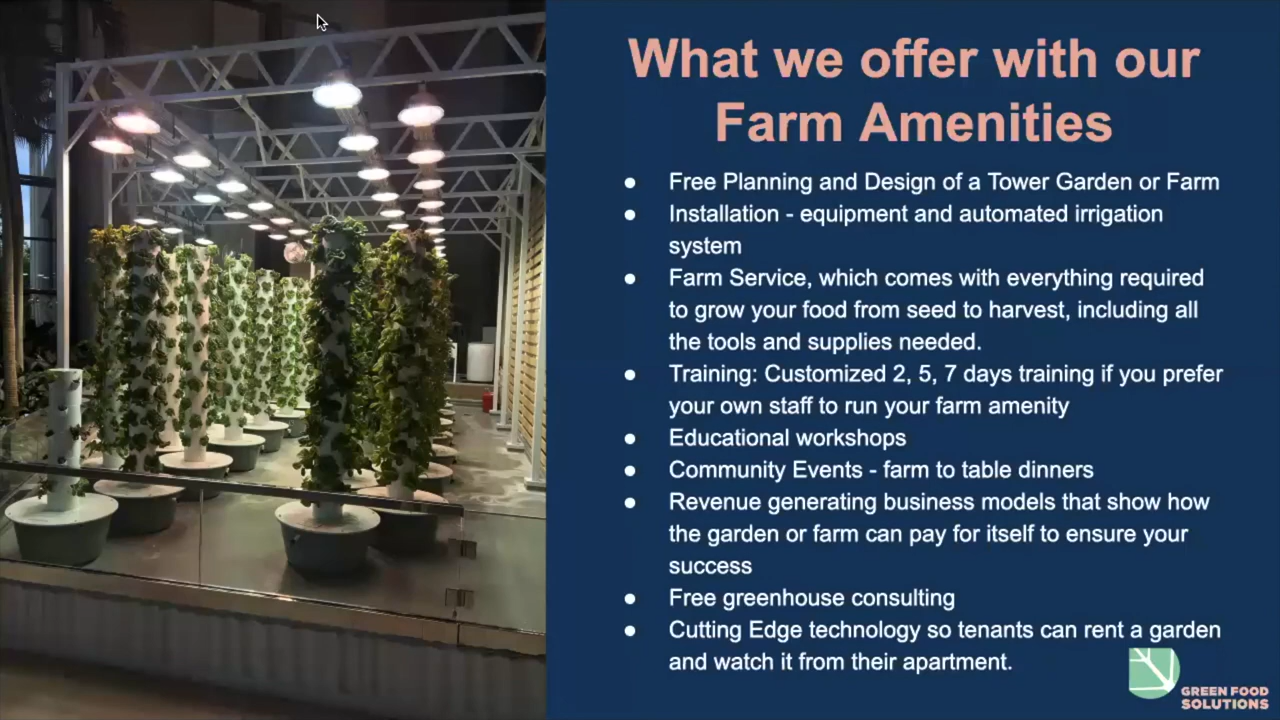 What we offer with our
Farm Amenities
● Free Planning and Design of a Tower Garden or Farm
● Installation - equipment and automated irrigation
system
● Farm Service, which comes with everything required
to grow your food from seed to harvest, including all
the tools and supplies needed.
● Training: Customized 2, 5, 7 days training if you prefer
your own staff to run your farm amenity
● Educational workshops
● Community Events - farm to table dinners
● Revenue generating business models that show how
the garden or farm can pay for itself to ensure your
success
● Free greenhouse consulting
● Cutting Edge technology so tenants can rent a garden
and watch it from their apartment.
GREEN FOOD
SOLUTIONS